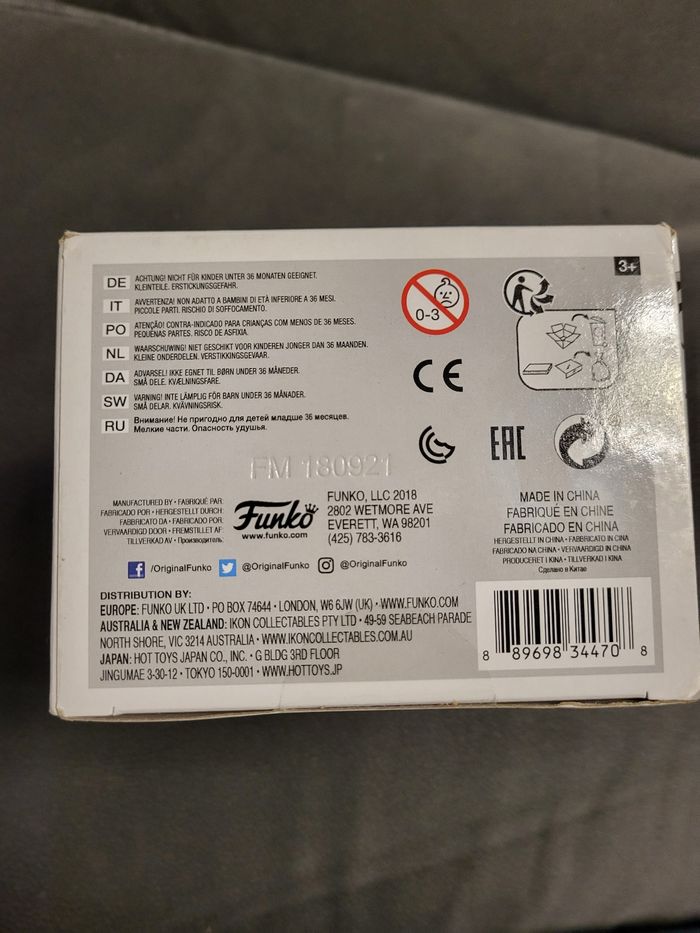 3+
DE ACHTUNG! NICHT FÜR KINDER UNTER 36 MONATEN GEEIGNET.
KLEINTEILE. ERSTICKUNGSGEFAHR.
IT AVVERTENZA! NON ADATTO A BAMBINI DI ETÀ INFERIORE A 36 MESI.
PICCOLE PARTI. RISCHIO DI SOFFOCAMENTO.
PO ATENÇÃO! CONTRA-INDICADO PARA CRIANÇAS COM MENOS DE 36 MESES.
PEQUENAS PARTES. RISCO DE ASFIXIA.
NL WAARSCHUWING! NIET GESCHIKT VOOR KINDEREN JONGER DAN 36 MAANDEN.
KLEINE ONDERDELEN. VERSTIKKINGSGEVAAR.
DA ADVARSEL! IKKE EGNET TIL BØRN UNDER 36 MÅNEDER.
SMÅ DELE. KVÆLNINGSFARE.
SW VARNING! INTE LÄMPLIG FÖR BARN UNDER 36 MÅNADER.
SMÅ DELAR. KVÄVNINGSRISK.
RU Внимание! Не пригодно для детей младше 36 месяцев.
Мелкие части. Опасность удушья.
0-3
CE
EAC
FM 180921
MANUFACTURED BY • FABRIQUÉ PAR
FABRICADO POR • HERGESTELLT DURCH:
FABBRICATO DA • FABRICADO POR
VERVAARDIGD DOOR • FREMSTILLET AF
TILLVERKAD AV • Производитель:
Funko
www.funko.com
FUNKO, LLC 2018
2802 WETMORE AVE
EVERETT, WA 98201
(425) 783-3616
MADE IN CHINA
FABRIQUÉ EN CHINE
FABRICADO EN CHINA
HERGESTELLT IN CHINA • FABBRICATO IN CINA
FABRICADO NA CHINA • VERVAARDIGD IN CHINA
PRODUCERET I KINA • TILLVERKAD I KINA
Сделано в Китае
/OriginalFunko @OriginalFunko @OriginalFunko
DISTRIBUTION BY:
EUROPE: FUNKO UK LTD • PO BOX 74644 • LONDON, W6 6JW (UK) • WWW.FUNKO.COM
AUSTRALIA & NEW ZEALAND: IKON COLLECTABLES PTY LTD • 49-59 SEABEACH PARADE
NORTH SHORE, VIC 3214 AUSTRALIA • WWW.IKONCOLLECTABLES.COM.AU
JAPAN: HOT TOYS JAPAN CO., INC. • G BLDG 3RD FLOOR
JINGUMAE 3-30-12 • TOKYO 150-0001 • WWW.HOTTOYS.JP
8 89698 34470 8